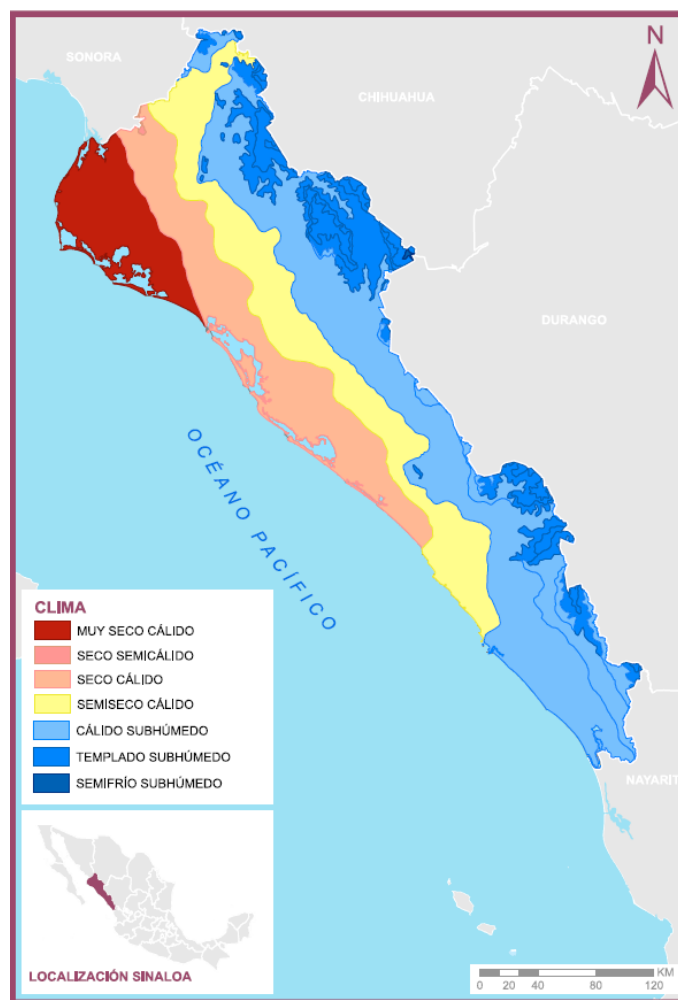 SONORA
N
CHIHUAHUA
DURANGO
OCÉANO PACÍFICO
CLIMA
MUY SECO CÁLIDO
SECO SEMICÁLIDO
SECO CÁLIDO
SEMISECO CÁLIDO
CÁLIDO SUBHÚMEDO
TEMPLADO SUBHÚMEDO
SEMIFRÍO SUBHÚMEDO
NAYARIT
LOCALIZACIÓN SINALOA
KM
0 20 40 80 120